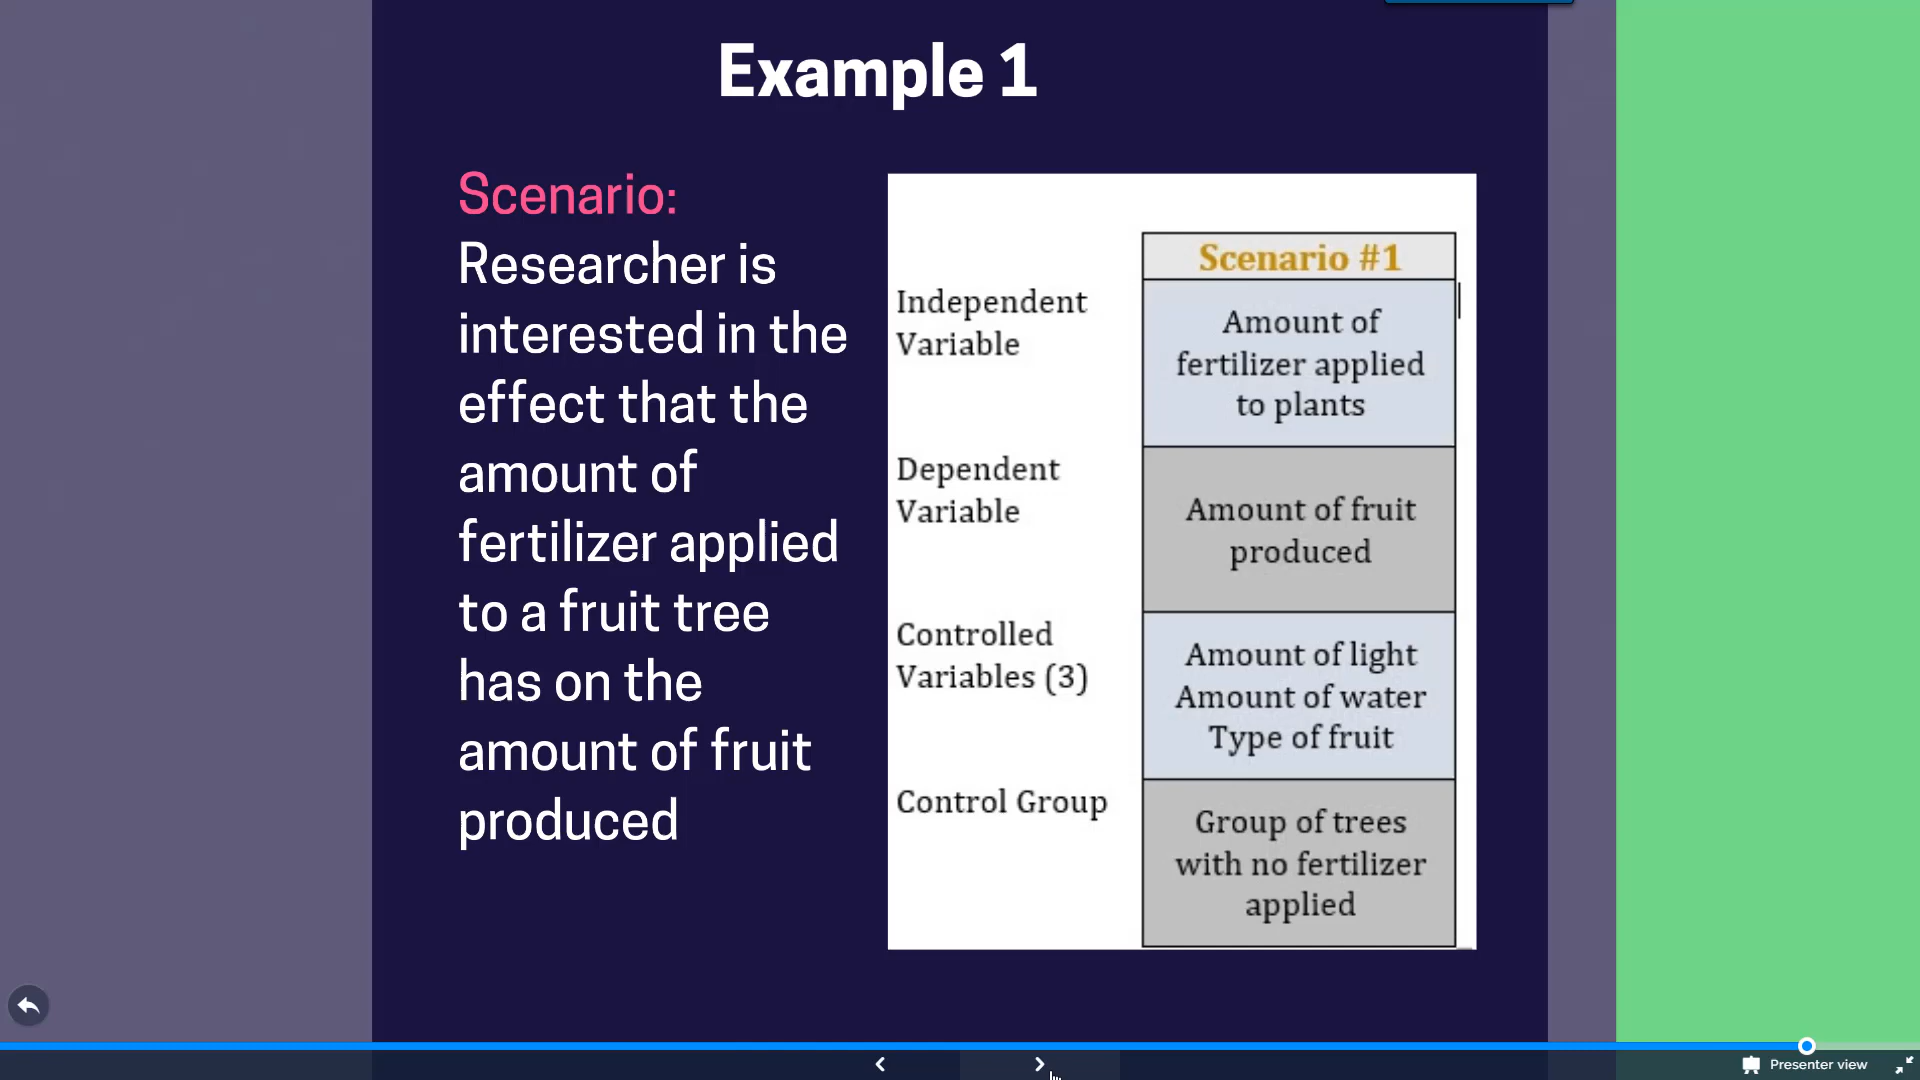 Example 1
Scenario:
Researcher is
interested in the
effect that the
amount of
fertilizer applied
to a fruit tree
has on the
amount of fruit
produced
Scenario #1
Independent
Variable
Amount of
fertilizer applied
to plants
Dependent
Variable
Amount of fruit
produced
Controlled
Variables (3)
Amount of light
Amount of water
Type of fruit
Control Group
Group of trees
with no fertilizer
applied
Presenter view